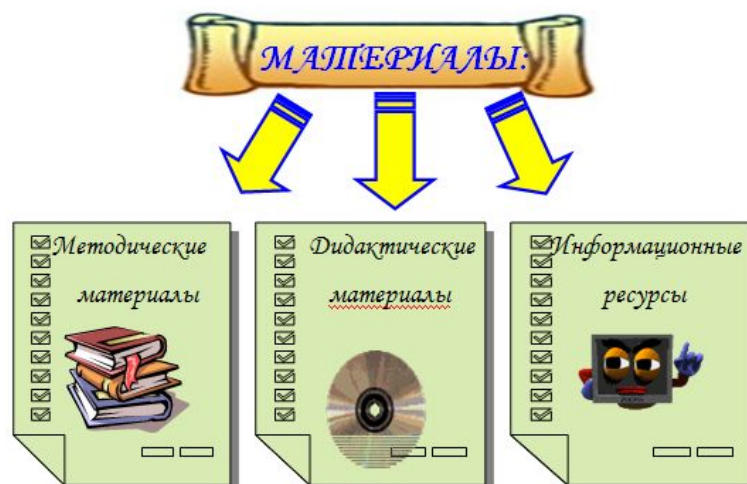 МАТЕРИАЛЫ:
Методические
материалы
Дидактические
материалы
Информационные
ресурсы